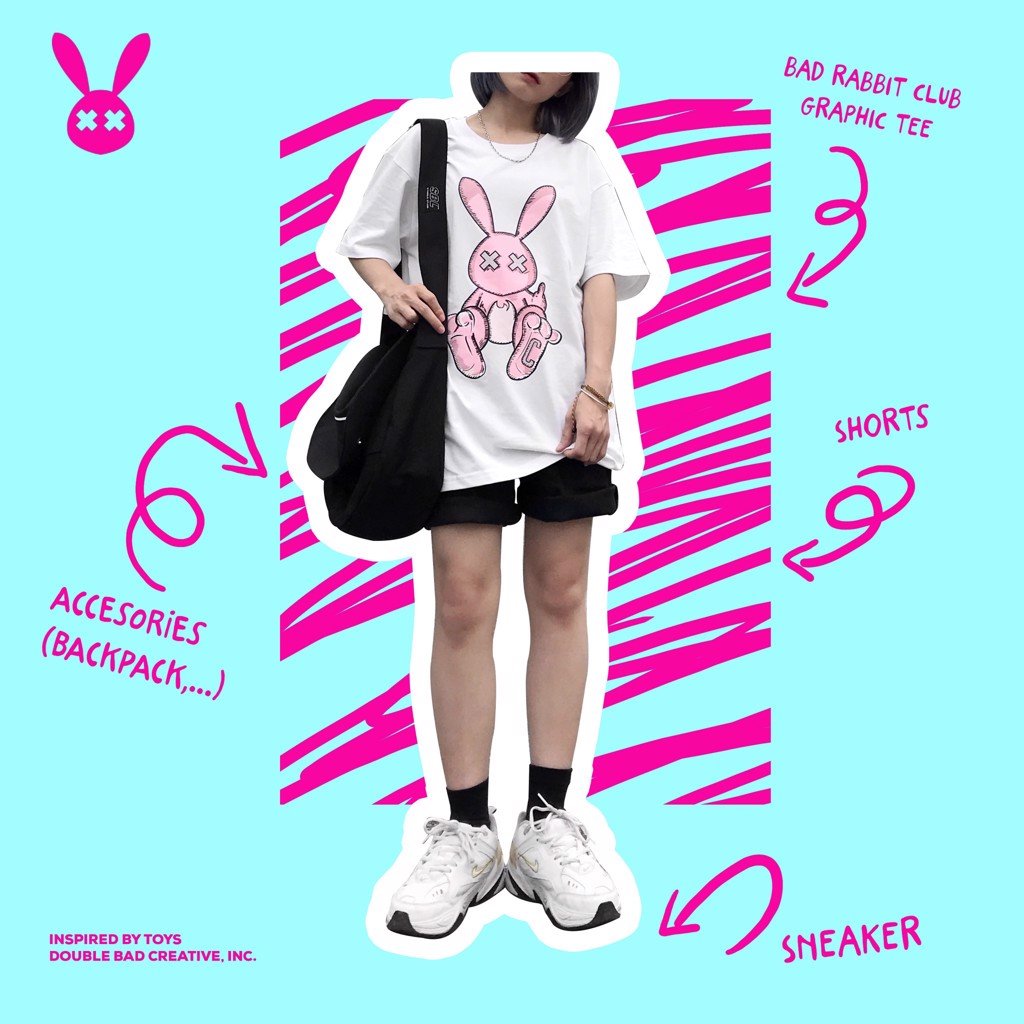 BAD RABBIT CLUB
GRAPHIC TEE
SHORTS
ACCESORiES
(BACKPACK,...)
SNEAKER
INSPIRED BY TOYS
DOUBLE BAD CREATIVE, INC.